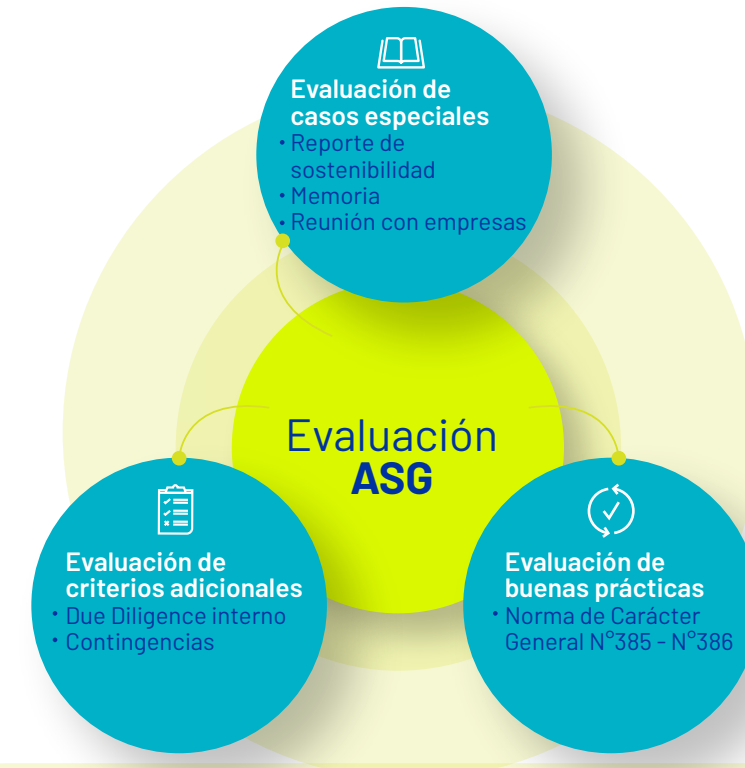 Evaluación de
casos especiales
• Reporte de
sostenibilidad
• Memoria
• Reunión con empresas
Evaluación
ASG
Evaluación de
criterios adicionales
• Due Diligence interno
• Contingencias
Evaluación de
buenas prácticas
• Norma de Carácter
General N°385 - N°386